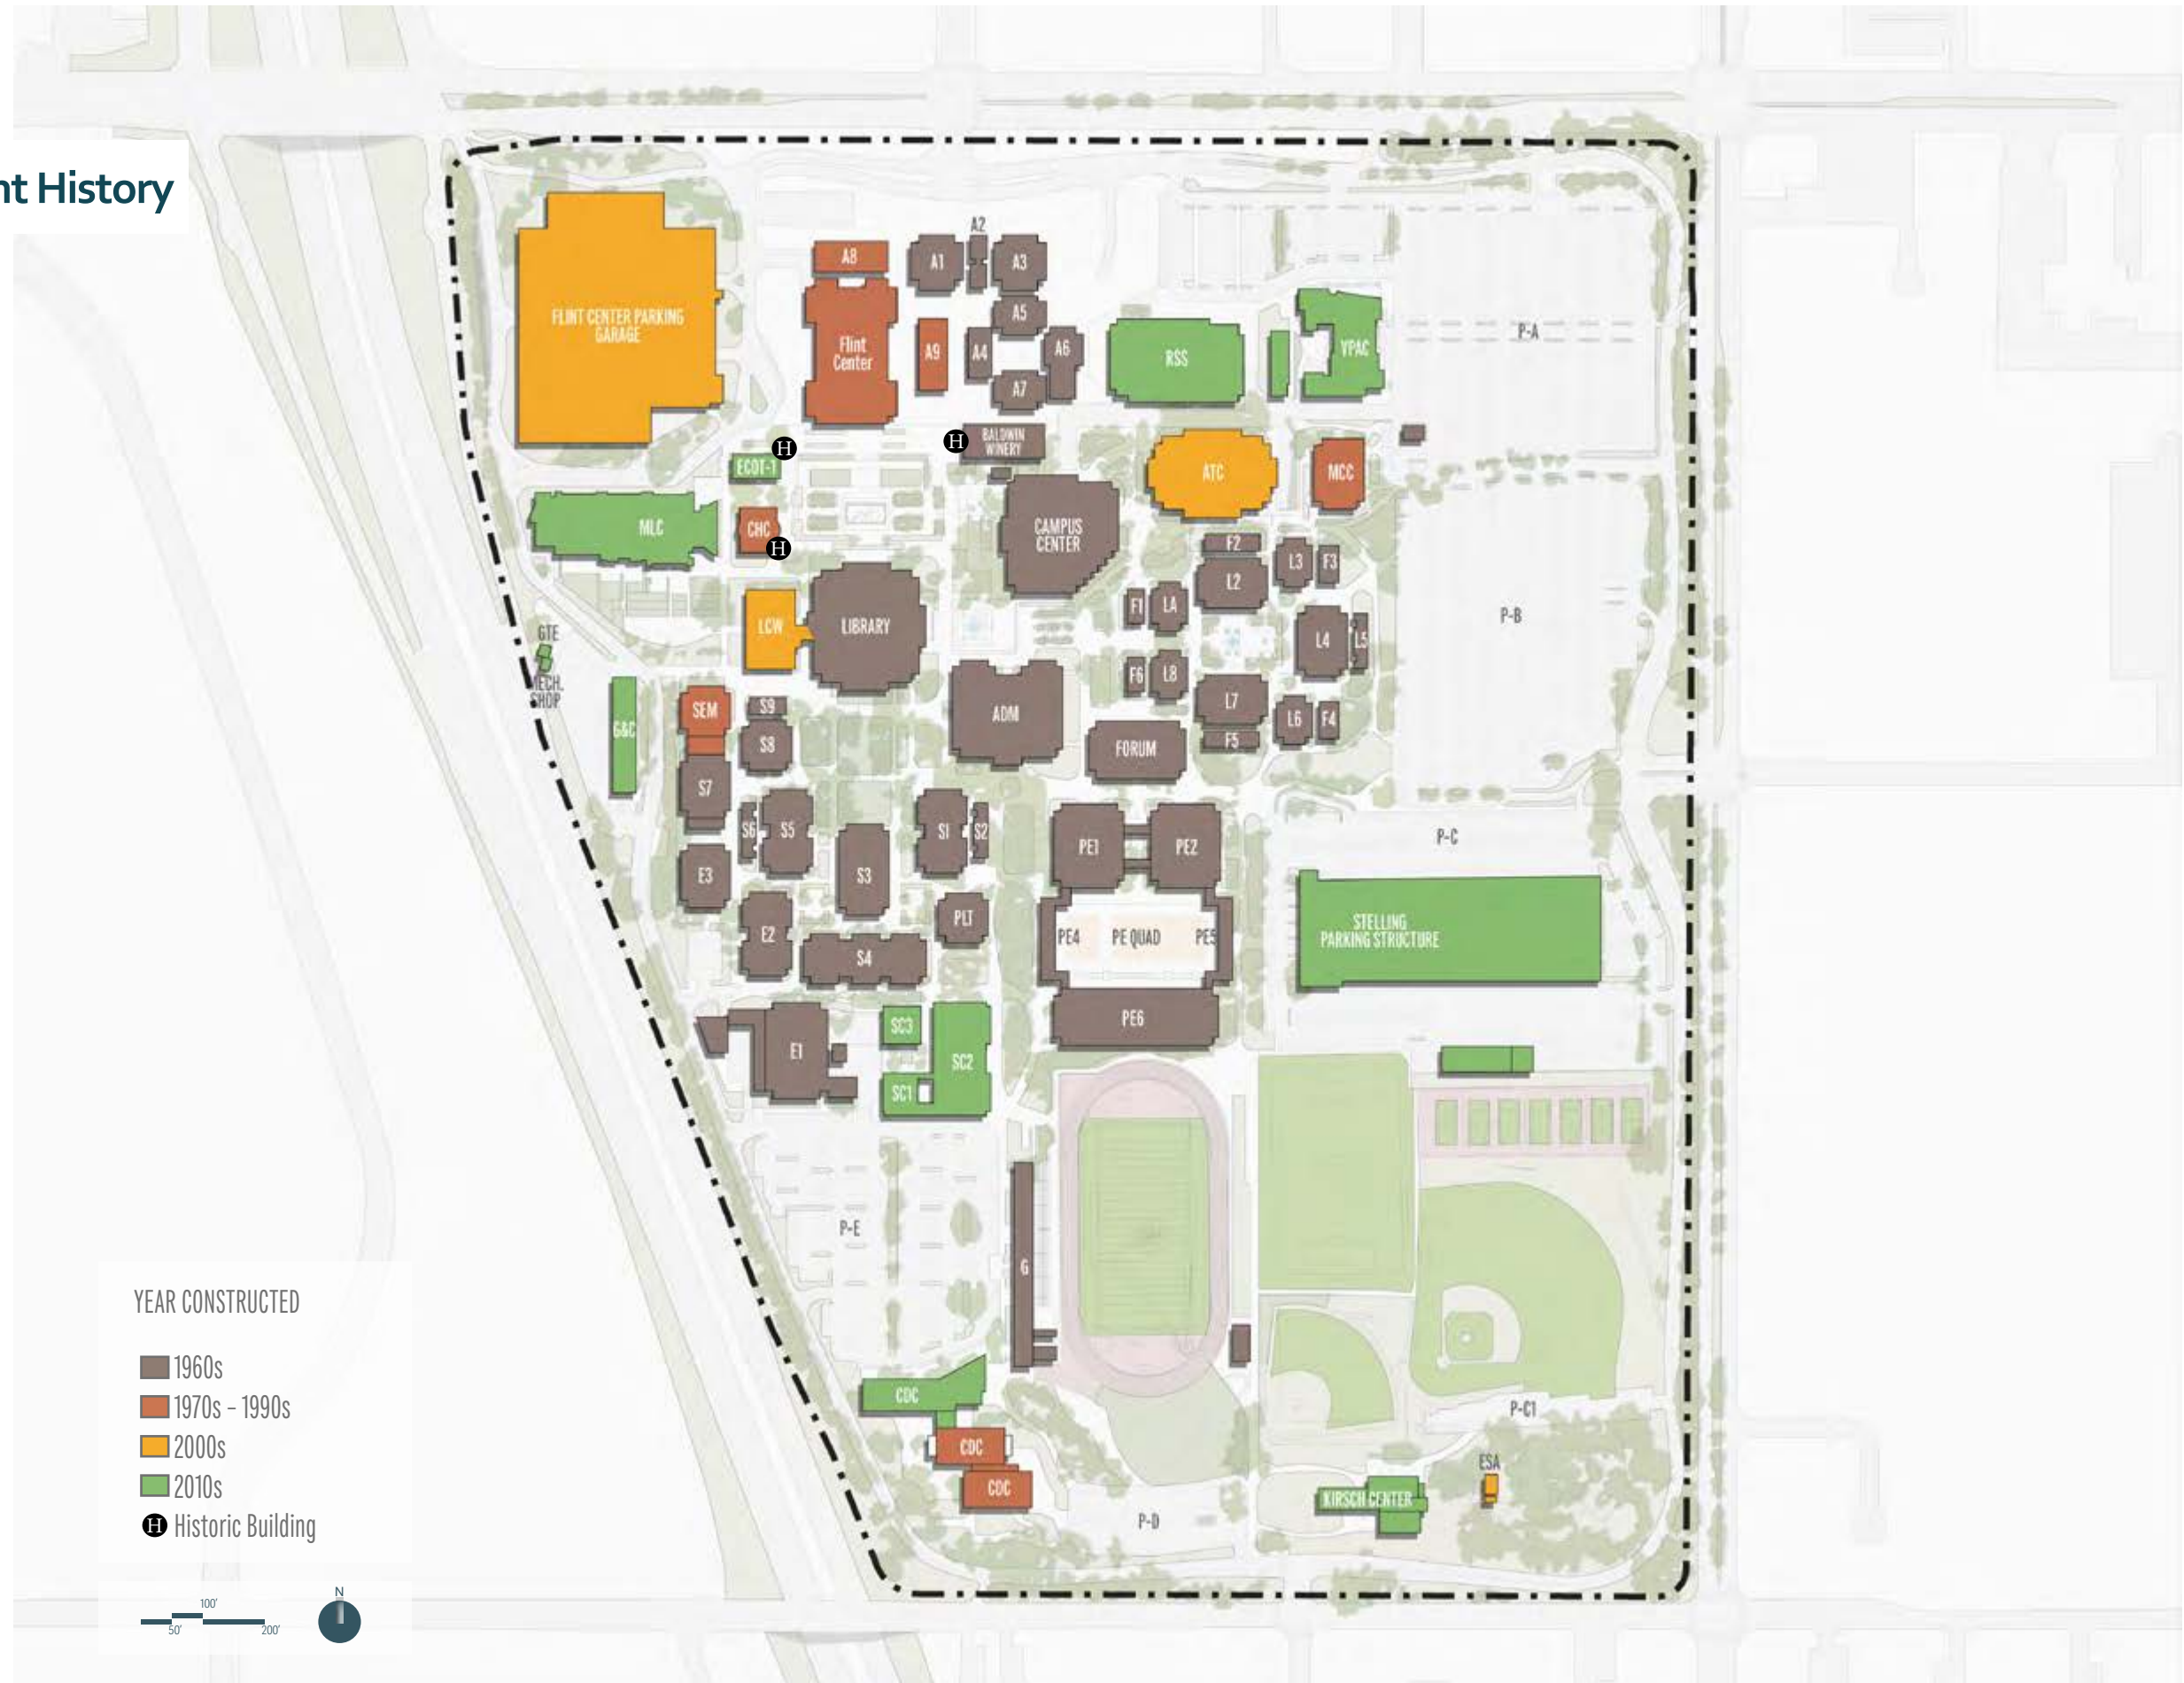 nt History
A2
A8
A1
A3
A5
FLINT CENTER PARKING
GARAGE
Flint
Center
A9
A4
A6
A7
RSS
VPAC
P-A
H
H
BALDWIN
WINERY
ECOT-1
ATC
MCC
MLC
CHC
H
CAMPUS
CENTER
F2
L3
F3
L2
F1
LA
LCW
LIBRARY
P-B
L4
L5
GTE
MECH.
SHOP
F6
L8
SEM
S9
ADM
L7
L6
F4
G&C
S8
FORUM
F5
S7
S6
S5
S1
S2
PE1
PE2
P-C
E3
S3
PLT
E2
PE4
PE QUAD
PE5
STELLING
PARKING STRUCTURE
S4
SC3
PE6
E1
SC2
SC1
P-E
G
YEAR CONSTRUCTED
1960s
1970s – 1990s
2000s
2010s
H Historic Building
CDC
CDC
CDC
P-C1
ESA
KIRSCH CENTER
P-D
N
100'
50'
200'